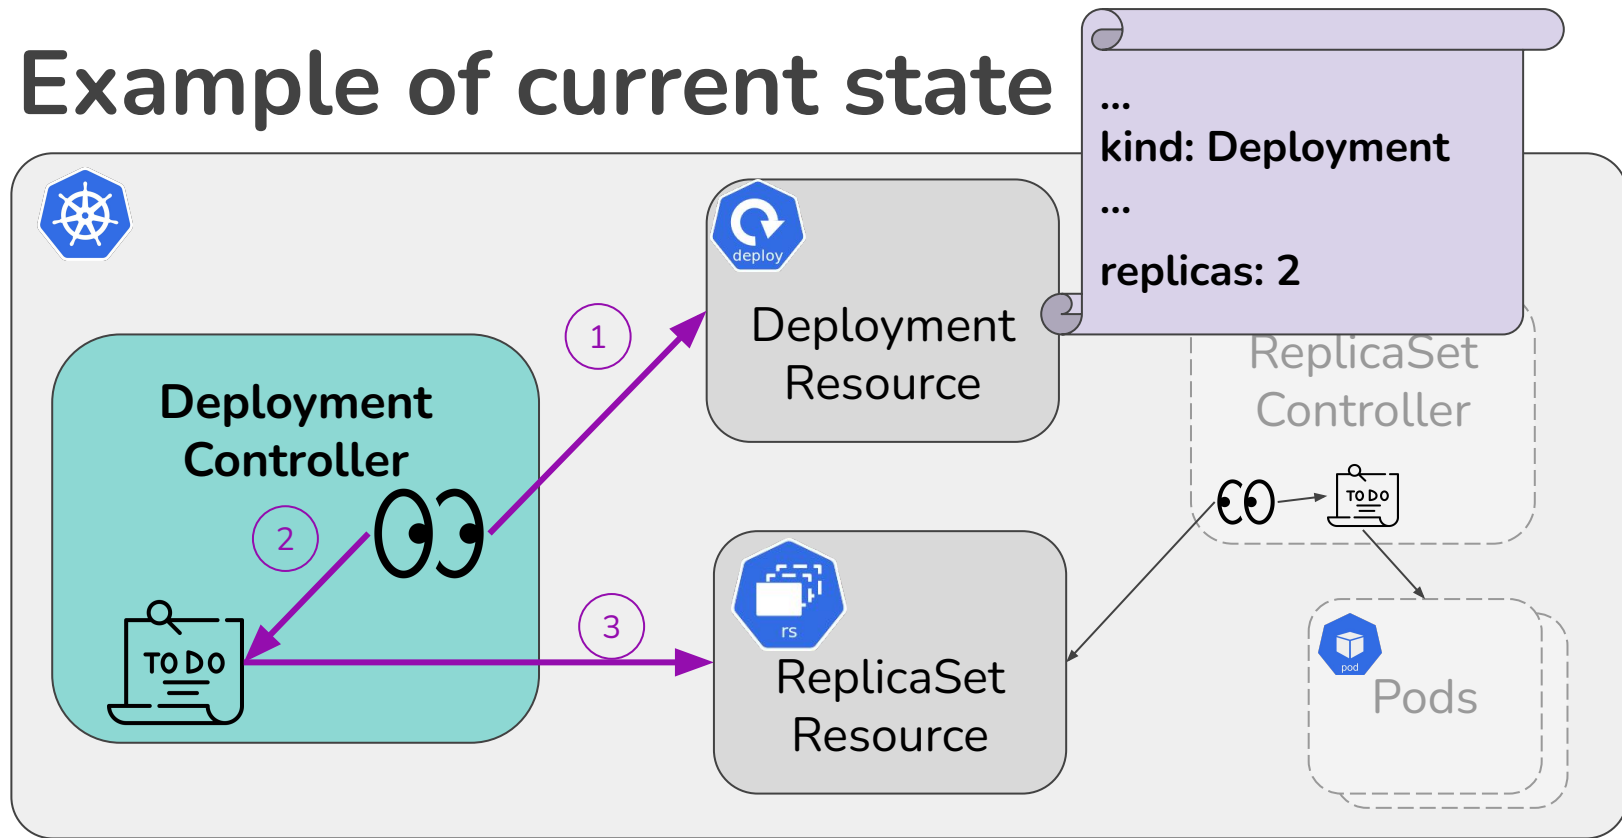 Example of current state
...
kind: Deployment
...
replicas: 2
deploy
Deployment
Resource
1
Deployment
Controller
2
TO DO
3
rs
ReplicaSet
Resource
ReplicaSet
Controller
TO DO
pod
Pods